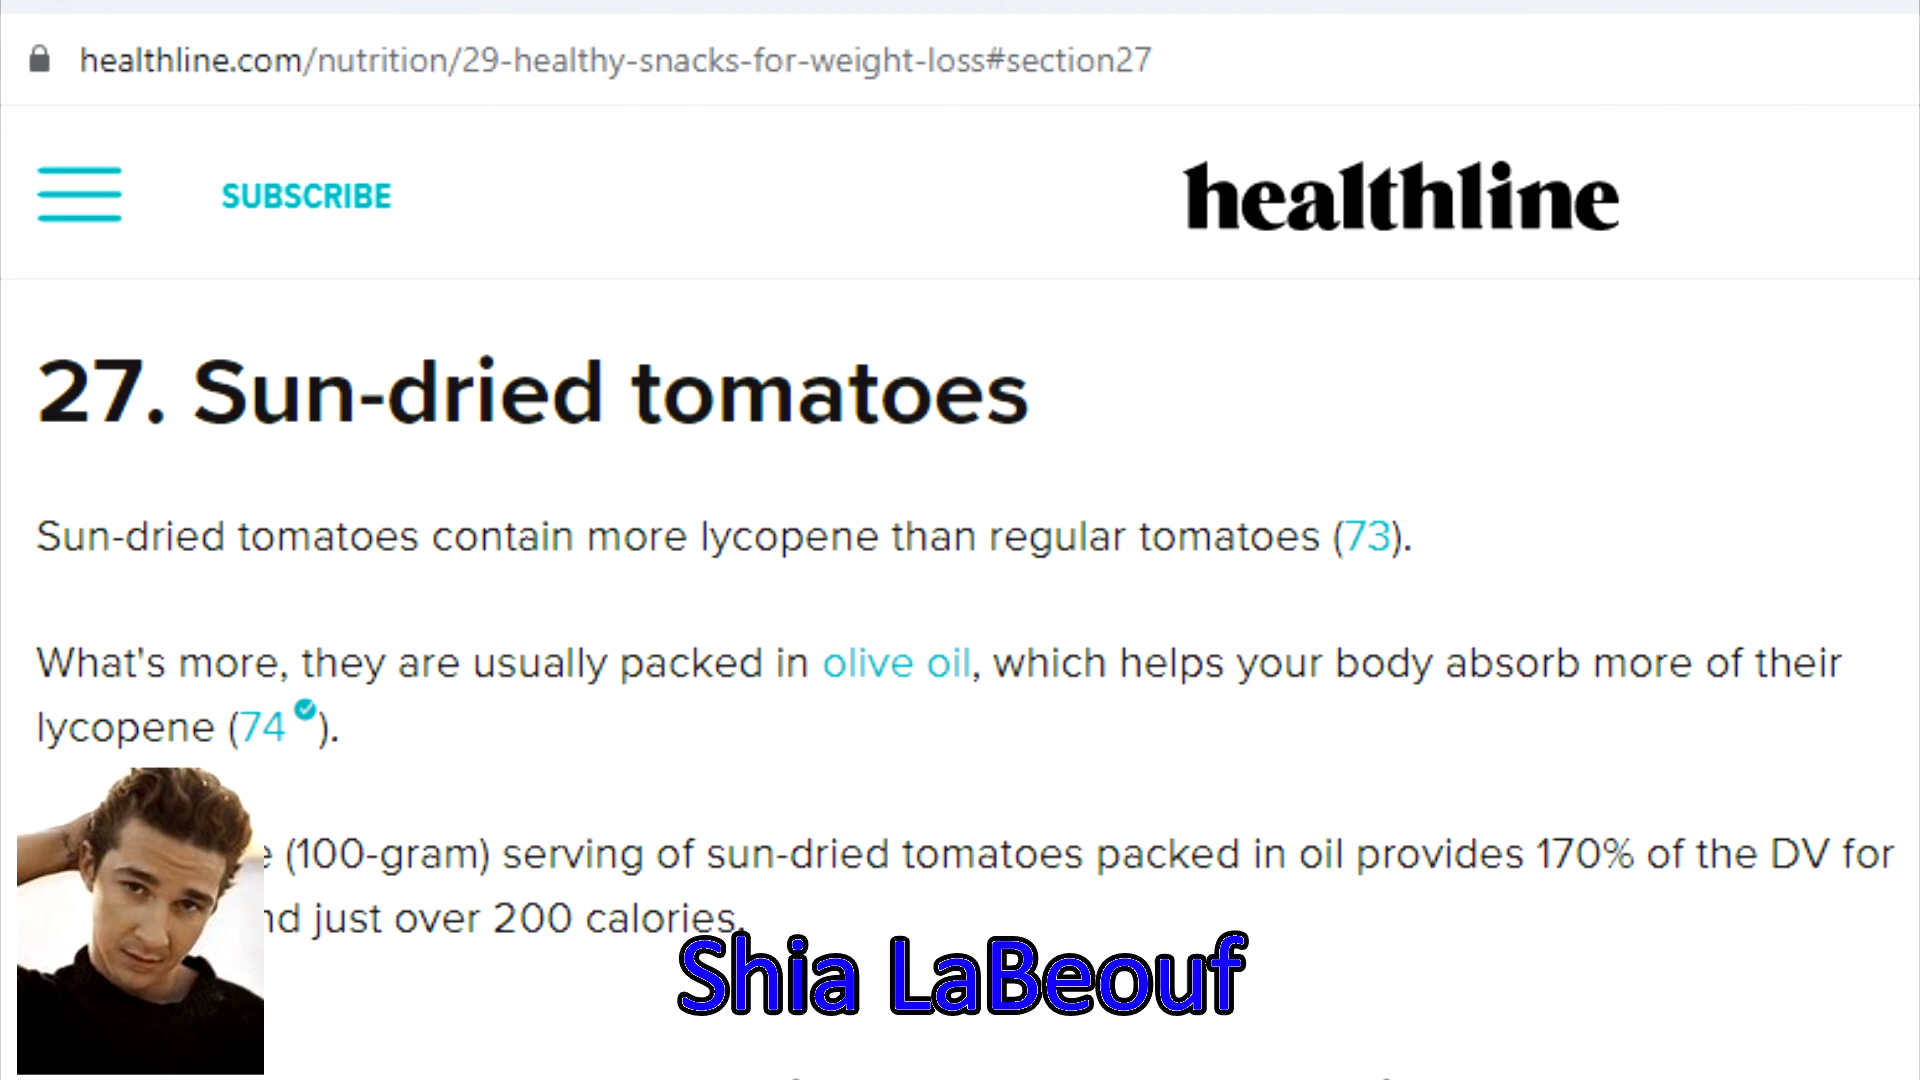 healthline.com/nutrition/29-healthy-snacks-for-weight-loss#section27
SUBSCRIBE
healthline
27. Sun-dried tomatoes
Sun-dried tomatoes contain more lycopene than regular tomatoes (73).
What's more, they are usually packed in olive oil, which helps your body absorb more of their
lycopene (74).
(100-gram) serving of sun-dried tomatoes packed in oil provides 170% of the DV for
just over 200 calories.
Shia LaBeouf